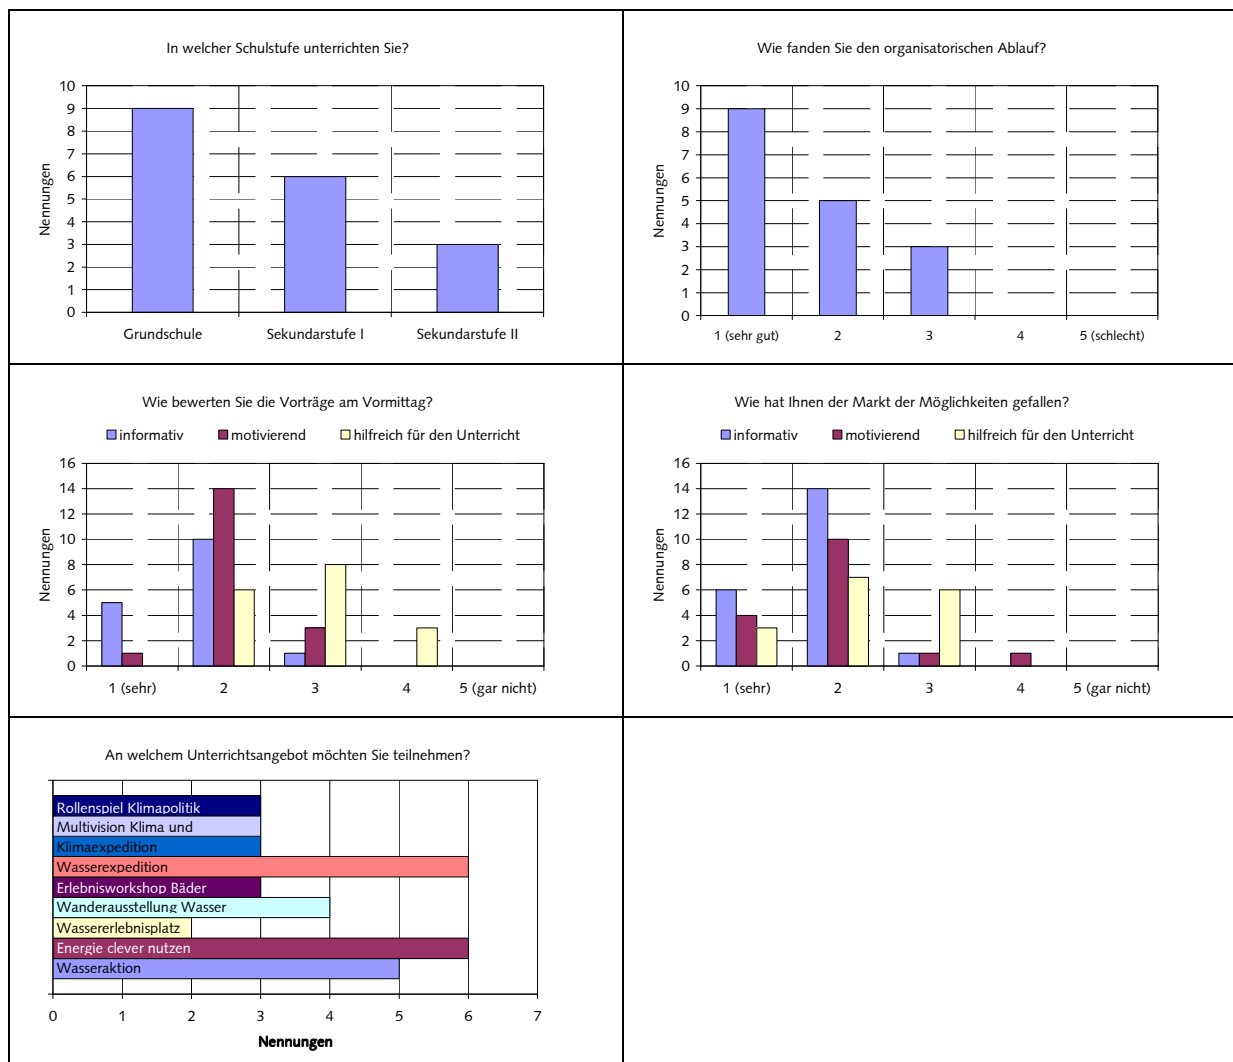 In welcher Schulstufe unterrichten Sie?
Nennungen
10
9
8
7
6
5
4
3
2
1
0
Grundschule Sekundarstufe I Sekundarstufe II
Wie fanden Sie den organisatorischen Ablauf?
Nennungen
10
9
8
7
6
5
4
3
2
1
0
1 (sehr gut) 2 3 4 5 (schlecht)
Wie bewerten Sie die Vorträge am Vormittag?
informativ motivierend hilfreich für den Unterricht
Nennungen
16
14
12
10
8
6
4
2
0
1 (sehr) 2 3 4 5 (gar nicht)
Wie hat Ihnen der Markt der Möglichkeiten gefallen?
informativ motivierend hilfreich für den Unterricht
Nennungen
16
14
12
10
8
6
4
2
0
1 (sehr) 2 3 4 5 (gar nicht)
An welchem Unterrichtsangebot möchten Sie teilnehmen?
Rollenspiel Klimapolitik
Multivision Klima und
Klimaexpedition
Wasserexpedition
Erlebnisworkshop Bäder
Wanderausstellung Wasser
Wassererlebnisplatz
Energie clever nutzen
Wasseraktion
0 1 2 3 4 5 6 7
Nennungen